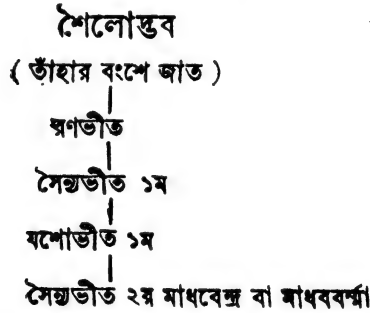 শৈলোদ্ভব
( তাঁহার বংশে জাত )
রণভীত
সৈন্যভীত ১ম
যশোভীত ১ম
সৈন্যভীত ২য় মাধবেন্দ্র বা মাধববর্ম্মা